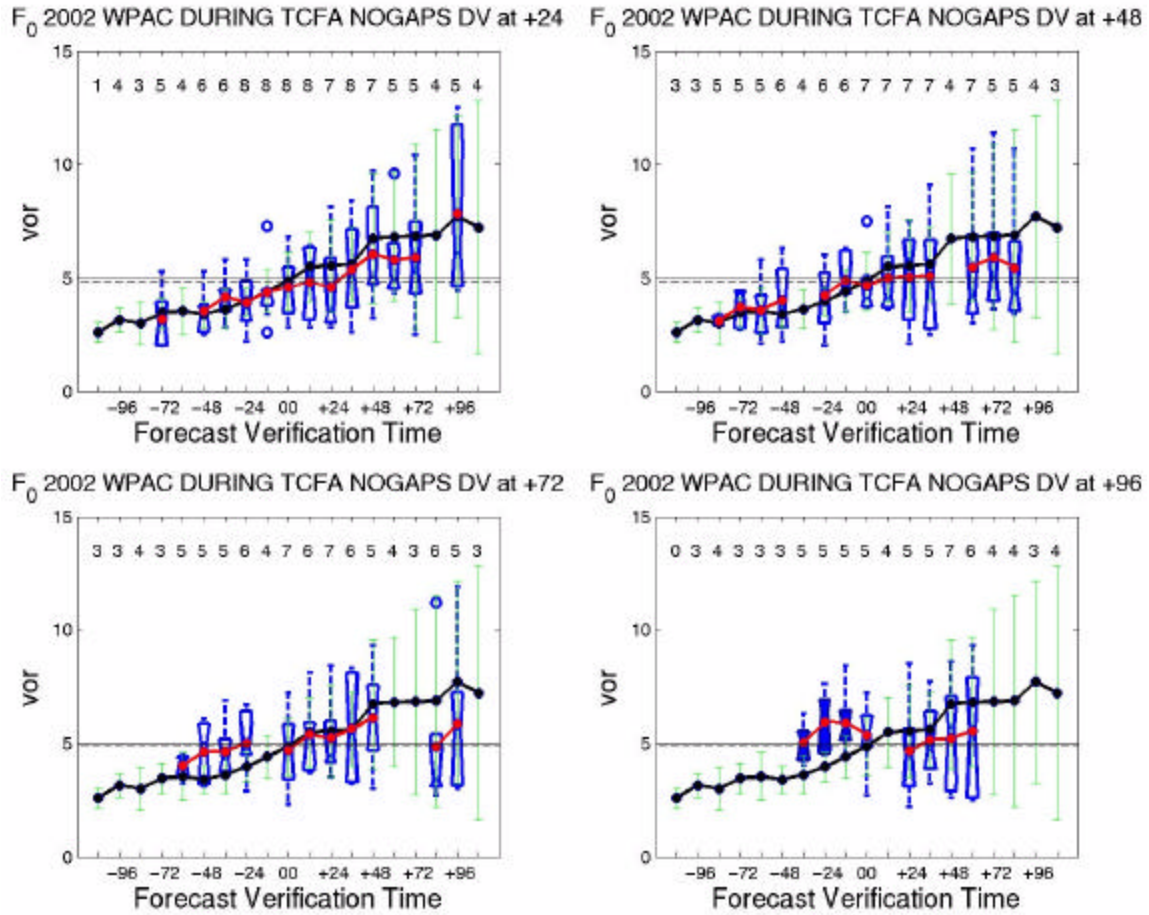 F0 2002 WPAC DURING TCFA NOGAPS DV at +24
15
1 4 3 5 4 6 6 8 8 8 8 7 8 7 5 5 4 5 4
10
vor
5
0
−96 −72 −48 −24 00 +24 +48 +72 +96
Forecast Verification Time
F0 2002 WPAC DURING TCFA NOGAPS DV at +48
15
3 3 5 5 5 6 4 6 6 7 7 7 7 4 7 5 5 4 3
10
vor
5
0
−96 −72 −48 −24 00 +24 +48 +72 +96
Forecast Verification Time
F0 2002 WPAC DURING TCFA NOGAPS DV at +72
15
3 3 4 3 5 5 5 6 4 7 6 7 6 5 4 3 6 5 3
10
vor
5
0
−96 −72 −48 −24 00 +24 +48 +72 +96
Forecast Verification Time
F0 2002 WPAC DURING TCFA NOGAPS DV at +96
15
0 3 4 3 3 3 5 5 5 5 4 5 5 7 6 4 4 3 4
10
vor
5
0
−96 −72 −48 −24 00 +24 +48 +72 +96
Forecast Verification Time